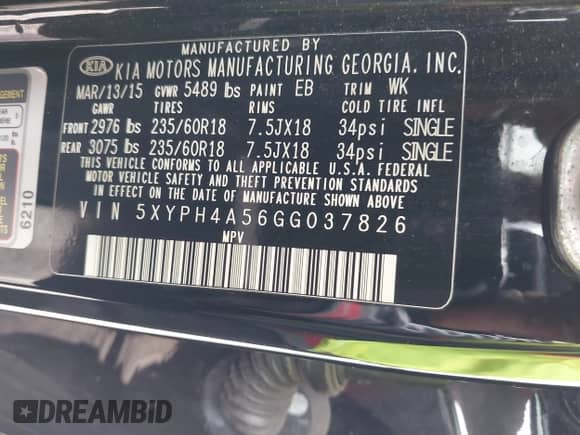 MANUFACTURED BY
KIA KIA MOTORS MANUFACTURING GEORGIA, INC.
MAR/13/15 GVWR 5489 lbs PAINT EB TRIM WK
GAWR TIRES RIMS COLD TIRE INFL
FRONT 2976 lbs 235/60R18 7.5JX18 34psi SINGLE
REAR 3075 lbs 235/60R18 7.5JX18 34psi SINGLE
THIS VEHICLE CONFORMS TO ALL APPLICABLE U.S.A. FEDERAL
MOTOR VEHICLE SAFETY AND THEFT PREVENTION STANDARDS
IN EFFECT ON THE DATE OF MANUFACTURE SHOWN ABOVE
VIN 5XYPH4A56GG037826
MPV
6210
DREAMBID